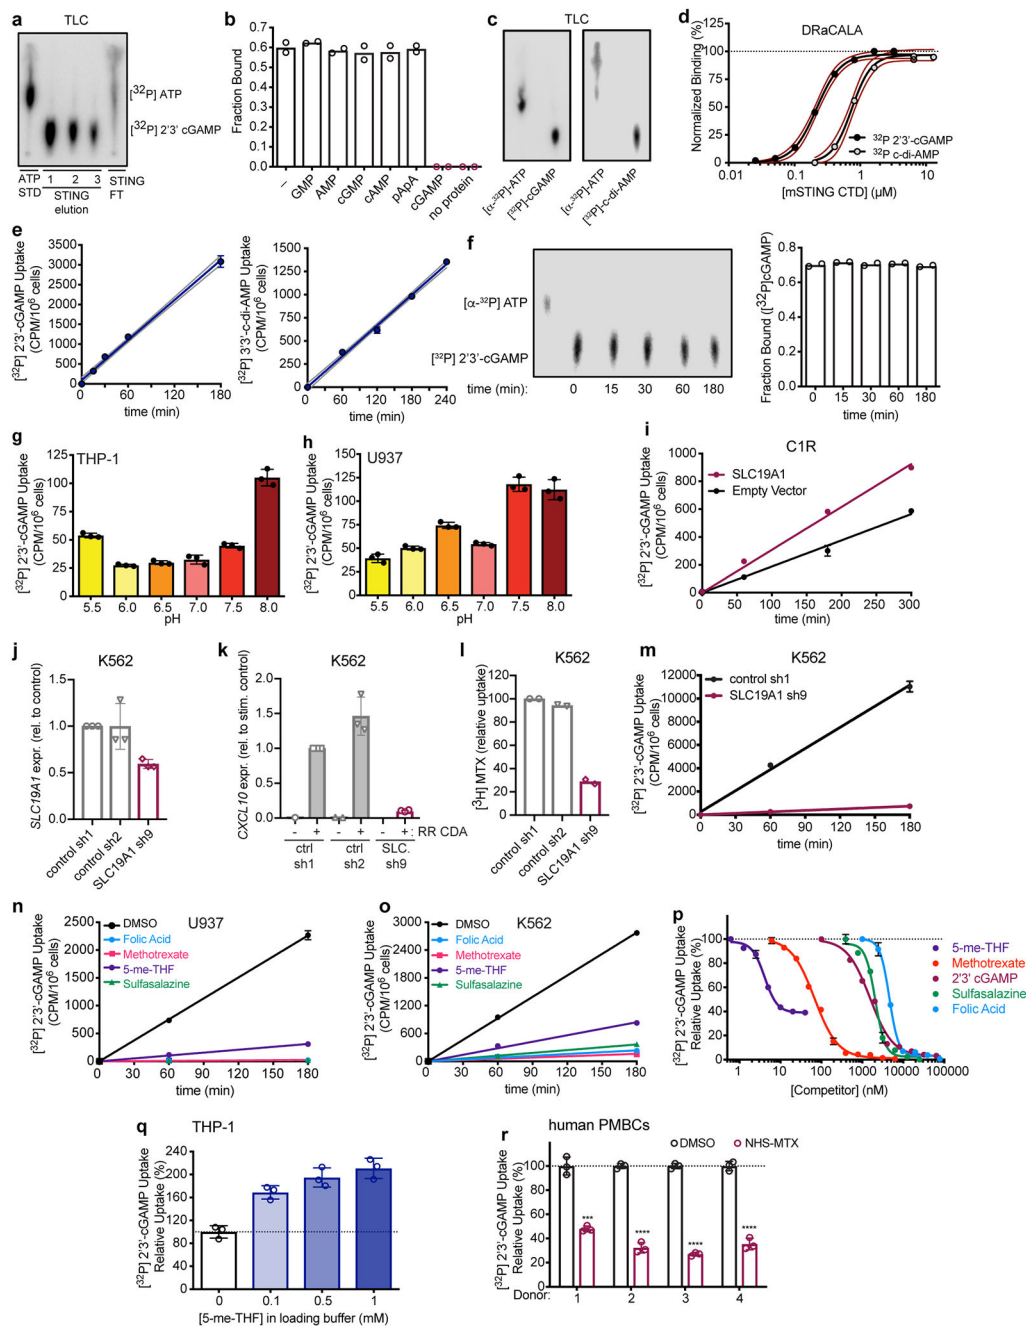 a
TLC
[³²P] ATP
[³²P] 2'3' cGAMP
ATP STD
1 2 3
STING elution
STING FT
b
Fraction Bound
0.7
0.6
0.5
0.4
0.3
0.2
0.1
0.0
–
GMP
AMP
cGMP
cAMP
pApA
cGAMP
no protein
c
TLC
[α-³²P]-ATP
[³²P]-cGAMP
[α-³²P]-ATP
[³²P]-c-di-AMP
d
DRaCALA
Normalized Binding (%)
125
100
75
50
25
0
³²P 2'3'-cGAMP
³²P c-di-AMP
0.01 0.1 1 10
[mSTING CTD] (µM)
e
[³²P] 2'3'-cGAMP Uptake
(CPM/10⁶ cells)
3500
3000
2500
2000
1500
1000
500
0
0 60 120 180
time (min)
[³²P] 3'3'-c-di-AMP Uptake
(CPM/10⁶ cells)
1500
1250
1000
750
500
250
0
0 60 120 180 240
time (min)
f
[α-³²P] ATP
[³²P] 2'3'-cGAMP
time (min): 0 15 30 60 180
Fraction Bound ([³²P]cGAMP)
0.8
0.6
0.4
0.2
0.0
0 15 30 60 180
time (min)
g
THP-1
[³²P] 2'3'-cGAMP Uptake
(CPM/10⁶ cells)
125
100
75
50
25
0
5.5 6.0 6.5 7.0 7.5 8.0
pH
h
U937
[³²P] 2'3'-cGAMP Uptake
(CPM/10⁶ cells)
150
125
100
75
50
25
0
5.5 6.0 6.5 7.0 7.5 8.0
pH
i
C1R
SLC19A1
Empty Vector
[³²P] 2'3'-cGAMP Uptake
(CPM/10⁶ cells)
1000
800
600
400
200
0
0 60 120 180 240 300
time (min)
j
K562
SLC19A1 expr. (rel. to control)
1.5
1.0
0.5
0.0
control sh1
control sh2
SLC19A1 sh9
k
K562
CXCL10 expr. (rel. to stim. control)
2.0
1.5
1.0
0.5
0.0
- + - + - + : RR CDA
ctrl sh1
ctrl sh2
SLC. sh9
l
K562
[³H] MTX (relative uptake)
120
100
80
60
40
20
0
control sh1
control sh2
SLC19A1 sh9
m
K562
control sh1
SLC19A1 sh9
[³²P] 2'3'-cGAMP Uptake
(CPM/10⁶ cells)
12000
10000
8000
6000
4000
2000
0
0 60 120 180
time (min)
n
U937
DMSO
Folic Acid
Methotrexate
5-me-THF
Sulfasalazine
[³²P] 2'3'-cGAMP Uptake
(CPM/10⁶ cells)
2500
2000
1500
1000
500
0
0 60 120 180
time (min)
o
K562
DMSO
Folic Acid
Methotrexate
5-me-THF
Sulfasalazine
[³²P] 2'3'-cGAMP Uptake
(CPM/10⁶ cells)
3000
2400
1800
1200
600
0
0 60 120 180
time (min)
p
[³²P] 2'3'-cGAMP Uptake
Relative Uptake (%)
120
100
80
60
40
20
0
1 10 100 1000 10000 100000
[Competitor] (nM)
5-me-THF
Methotrexate
2'3' cGAMP
Sulfasalazine
Folic Acid
q
THP-1
[³²P] 2'3'-cGAMP Uptake
Relative Uptake (%)
240
200
160
120
80
40
0
0 0.1 0.5 1
[5-me-THF] in loading buffer (mM)
r
human PMBCs
DMSO
NHS-MTX
[³²P] 2'3'-cGAMP Uptake
Relative Uptake (%)
100
80
60
40
20
0
***
****
****
****
Donor: 1 2 3 4